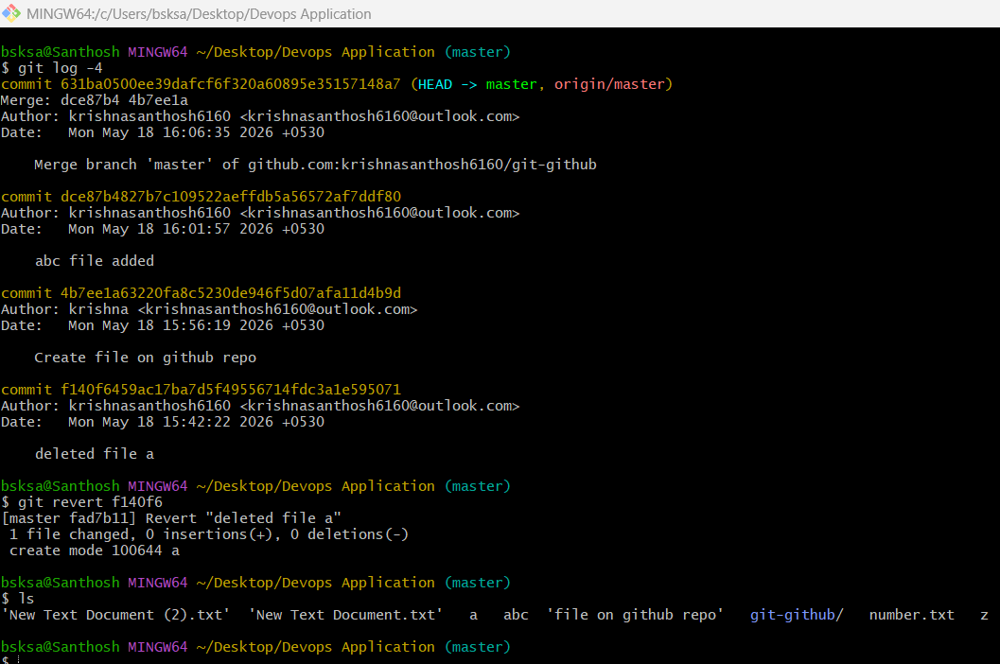 MINGW64:/c/Users/bsksa/Desktop/Devops Application
bsksa@Santhosh MINGW64 ~/Desktop/Devops Application (master)
$ git log -4
commit 631ba0500ee39dafcf6f320a60895e35157148a7 (HEAD -> master, origin/master)
Merge: dce87b4 4b7ee1a
Author: krishnasanthosh6160 <krishnasanthosh6160@outlook.com>
Date:   Mon May 18 16:06:35 2026 +0530
    Merge branch 'master' of github.com:krishnasanthosh6160/git-github
commit dce87b4827b7c109522aeffdb5a56572af7ddf80
Author: krishnasanthosh6160 <krishnasanthosh6160@outlook.com>
Date:   Mon May 18 16:01:57 2026 +0530
    abc file added
commit 4b7ee1a63220fa8c5230de946f5d07afa11d4b9d
Author: krishna <krishnasanthosh6160@outlook.com>
Date:   Mon May 18 15:56:19 2026 +0530
    Create file on github repo
commit f140f6459ac17ba7d5f49556714fdc3a1e595071
Author: krishnasanthosh6160 <krishnasanthosh6160@outlook.com>
Date:   Mon May 18 15:42:22 2026 +0530
    deleted file a
bsksa@Santhosh MINGW64 ~/Desktop/Devops Application (master)
$ git revert f140f6
[master fad7b11] Revert "deleted file a"
 1 file changed, 0 insertions(+), 0 deletions(-)
 create mode 100644 a
bsksa@Santhosh MINGW64 ~/Desktop/Devops Application (master)
$ ls
'New Text Document (2).txt'  'New Text Document.txt'   a   abc  'file on github repo'   git-github/   number.txt   z
bsksa@Santhosh MINGW64 ~/Desktop/Devops Application (master)
$